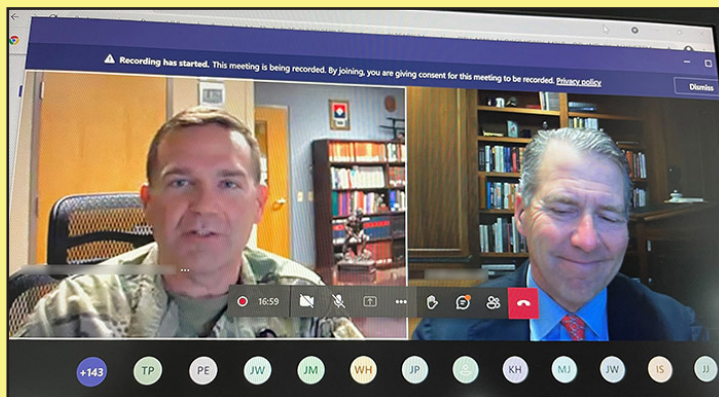 Recording has started. This meeting is being recorded. By joining, you are giving consent for this meeting to be recorded. Privacy policy
Dismiss
16:59
+143 TP PE JW JM WH JP KH MJ JW IS JJ